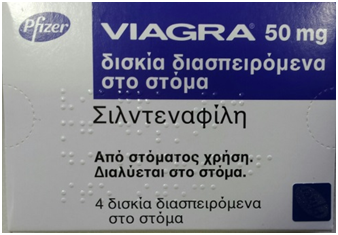 Pfizer
VIAGRA® 50 mg
δισκία διασπειρόμενα
στο στόμα
Σιλντεναφίλη
Από στόματος χρήση.
Διαλύεται στο στόμα.
4 δισκία διασπειρόμενα
στο στόμα